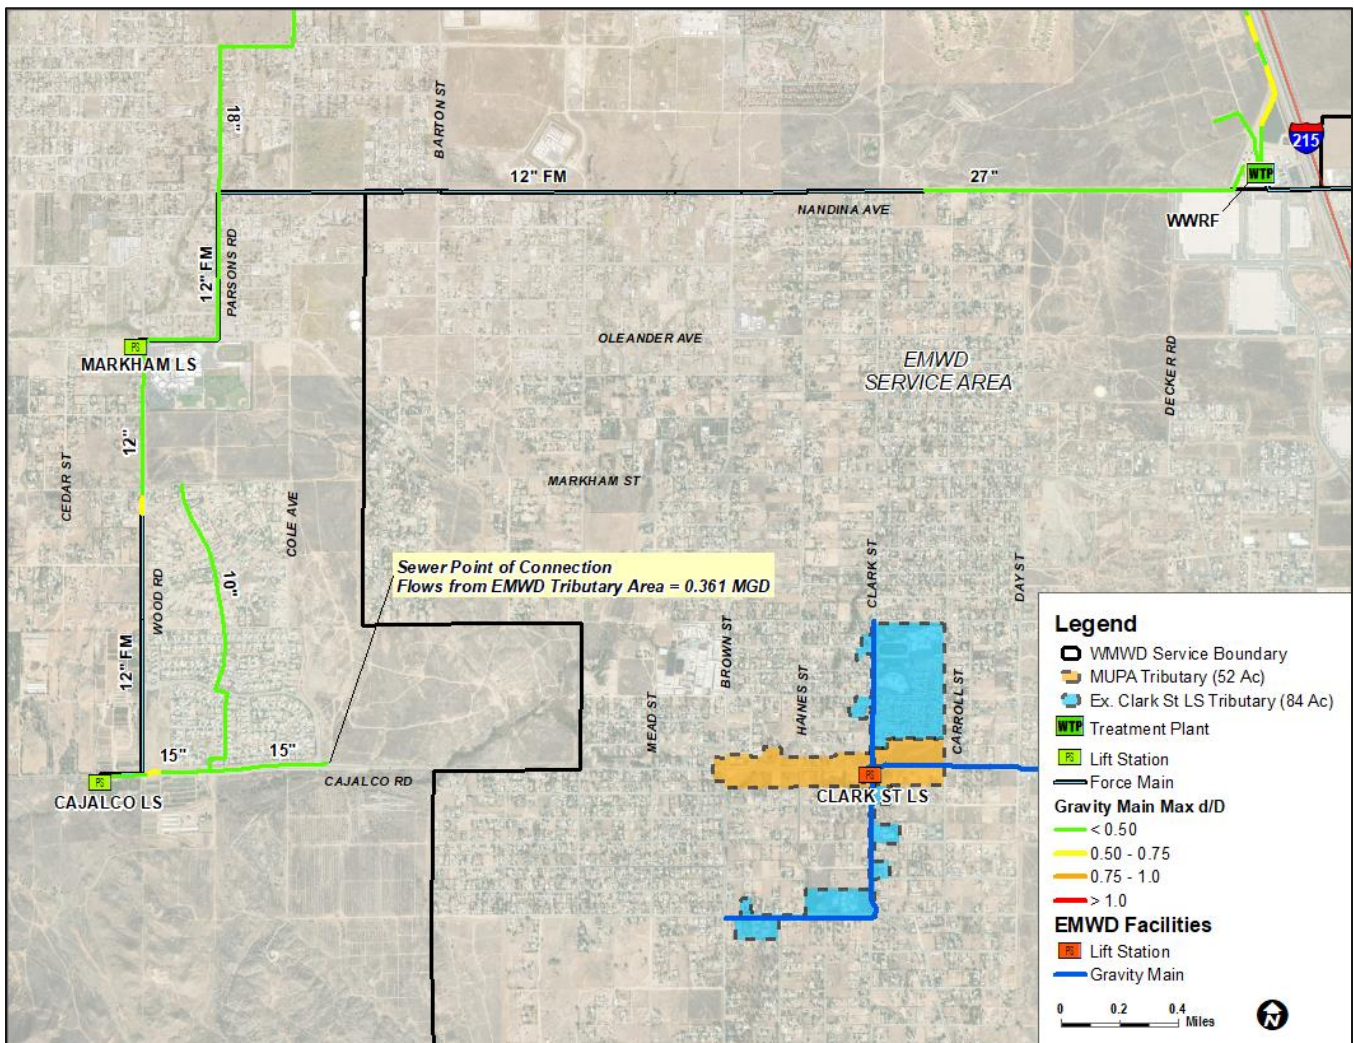 18"
BARTON ST
12" FM
27"
215
WTP
NANDINA AVE
WWRF
12" FM
PARSONS RD
OLEANDER AVE
PS
MARKHAM LS
EMWD
SERVICE AREA
DECKER RD
12"
CEDAR ST
MARKHAM ST
COLE AVE
CLARK ST
DAY ST
Sewer Point of Connection
Flows from EMWD Tributary Area = 0.361 MGD
10"
WOOD RD
12" FM
BROWN ST
HAINES ST
MEAD ST
CARROLL ST
15"
15"
CAJALCO RD
PS
CAJALCO LS
PS
CLARK ST LS
Legend
WMWD Service Boundary
MUPA Tributary (52 Ac)
Ex. Clark St LS Tributary (84 Ac)
WTP Treatment Plant
PS Lift Station
Force Main
Gravity Main Max d/D
< 0.50
0.50 - 0.75
0.75 - 1.0
> 1.0
EMWD Facilities
PS Lift Station
Gravity Main
0 0.2 0.4
Miles
N